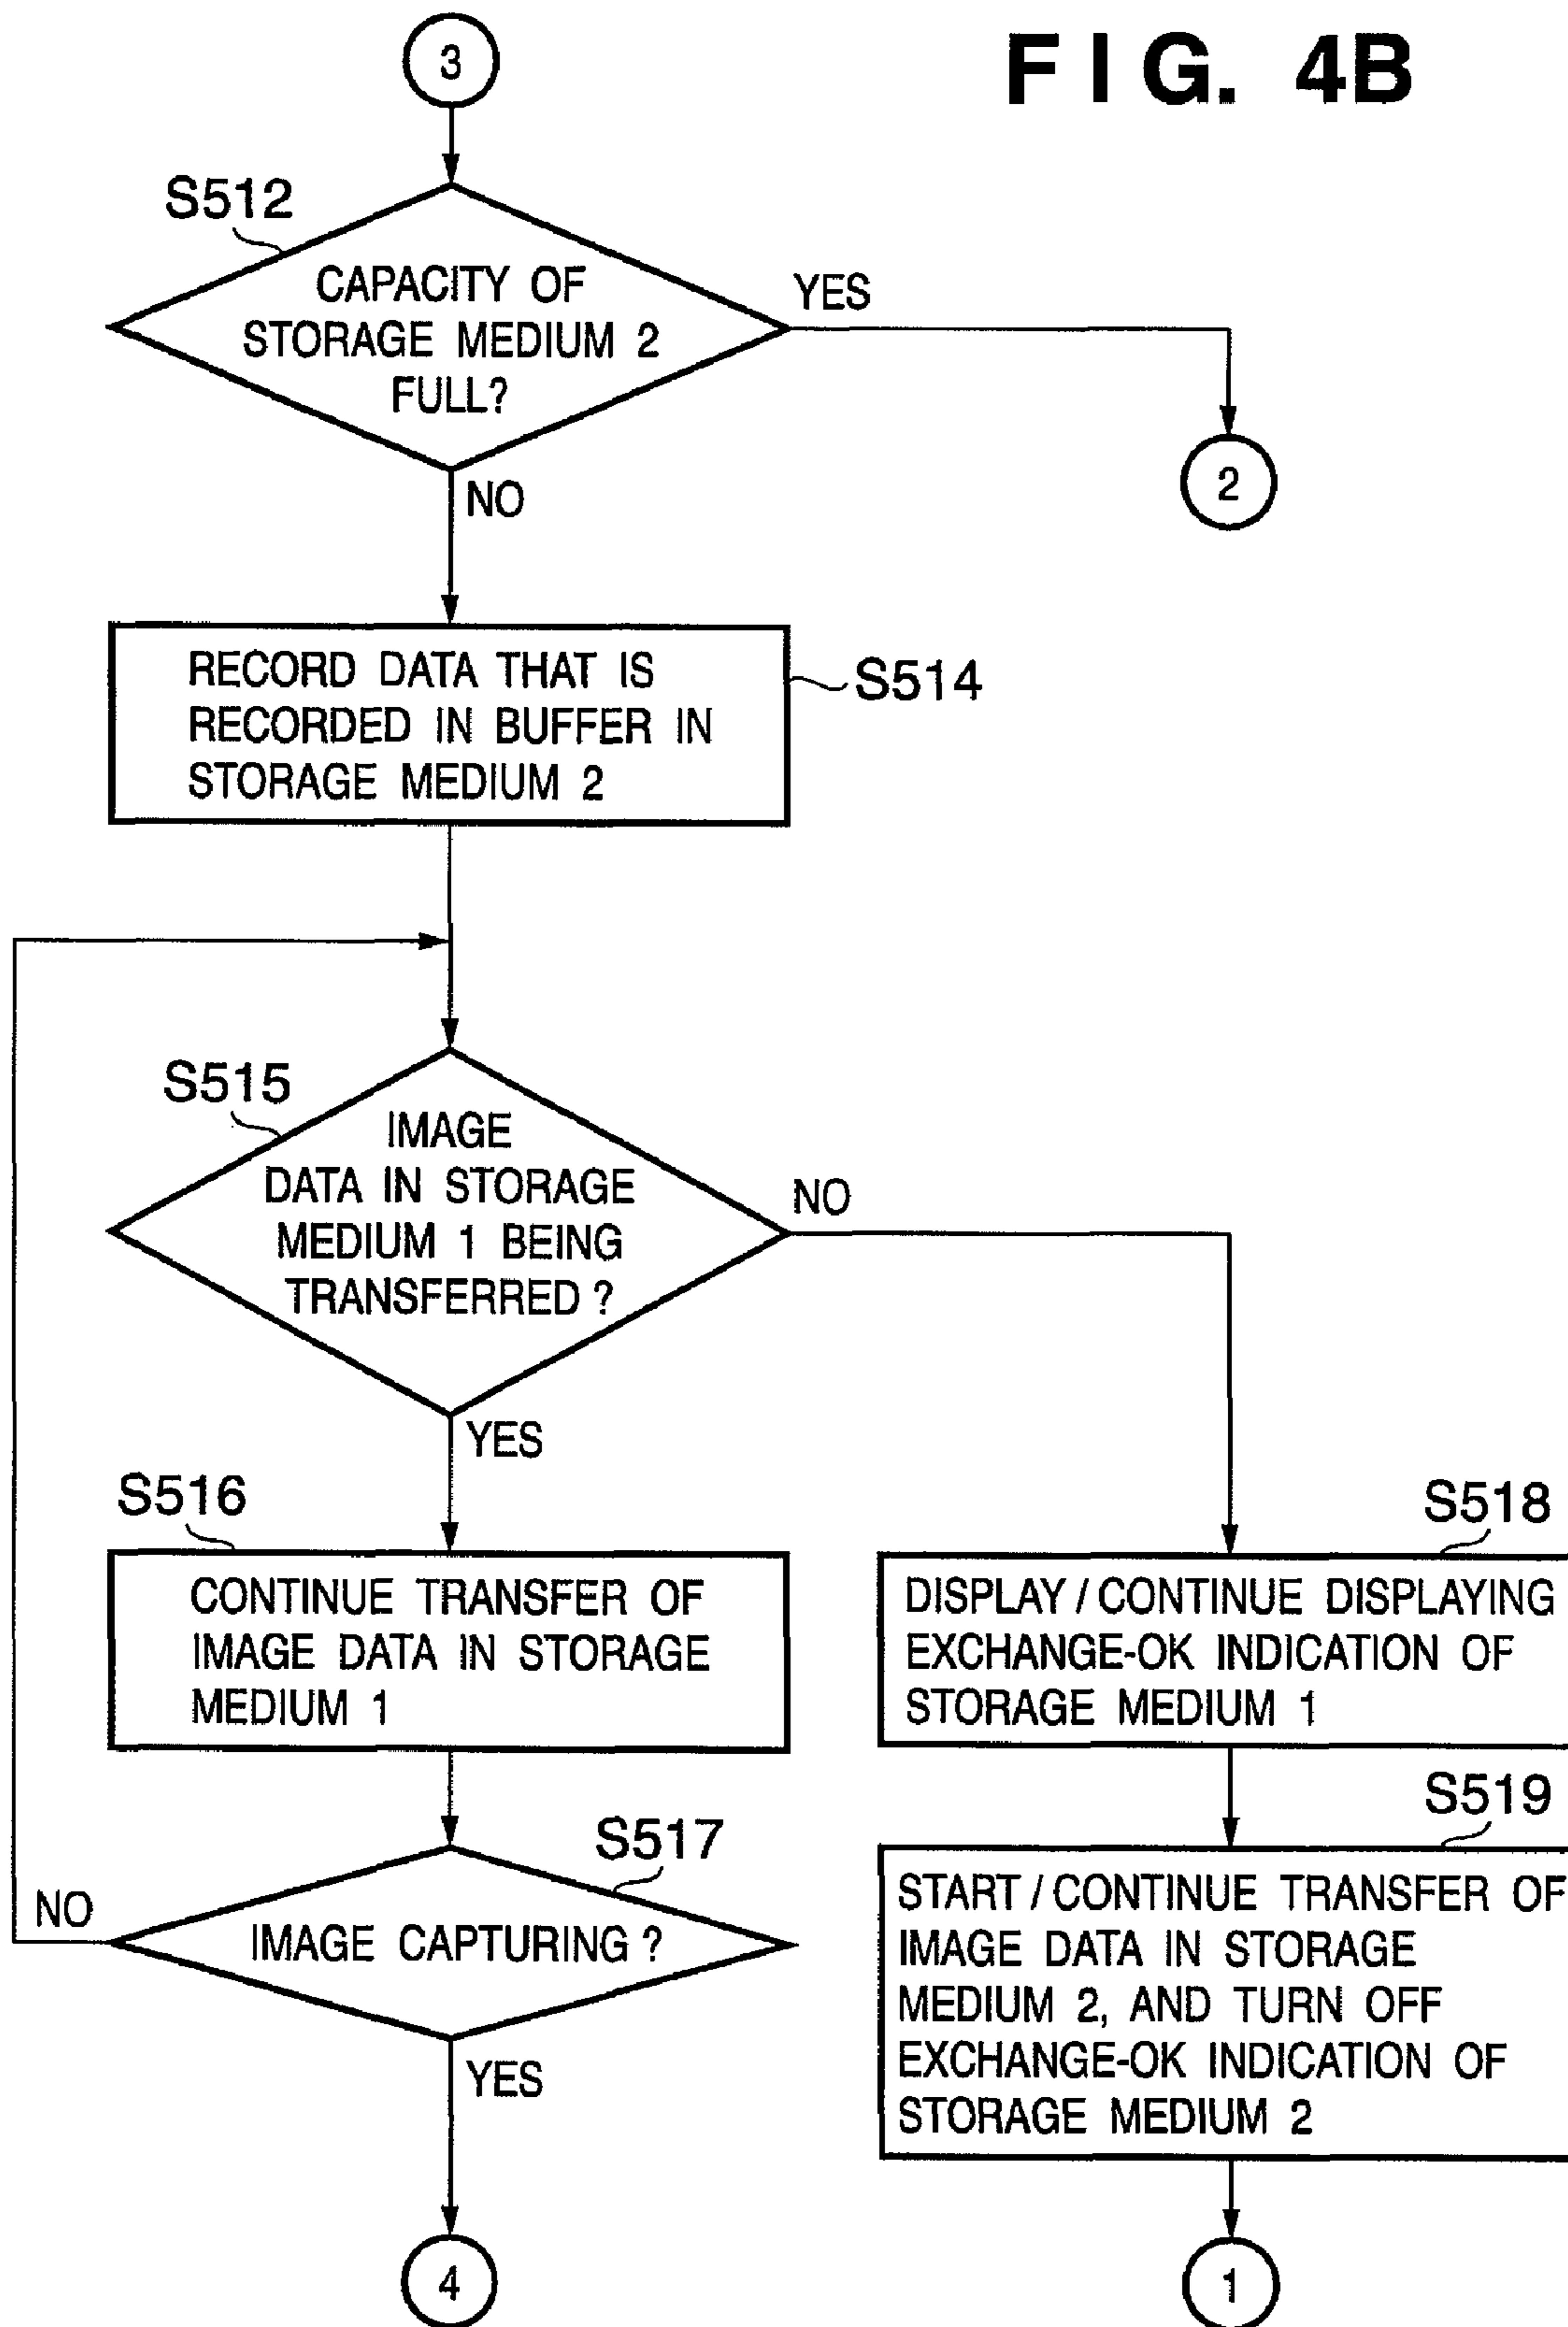 FIG. 4B
3
S512
CAPACITY OF
STORAGE MEDIUM 2
FULL?
YES
2
NO
RECORD DATA THAT IS
RECORDED IN BUFFER IN
STORAGE MEDIUM 2
S514
S515
IMAGE
DATA IN STORAGE
MEDIUM 1 BEING
TRANSFERRED ?
NO
YES
S516
CONTINUE TRANSFER OF
IMAGE DATA IN STORAGE
MEDIUM 1
S518
DISPLAY / CONTINUE DISPLAYING
EXCHANGE-OK INDICATION OF
STORAGE MEDIUM 1
S517
IMAGE CAPTURING ?
NO
YES
S519
START / CONTINUE TRANSFER OF
IMAGE DATA IN STORAGE
MEDIUM 2, AND TURN OFF
EXCHANGE-OK INDICATION OF
STORAGE MEDIUM 2
4
1